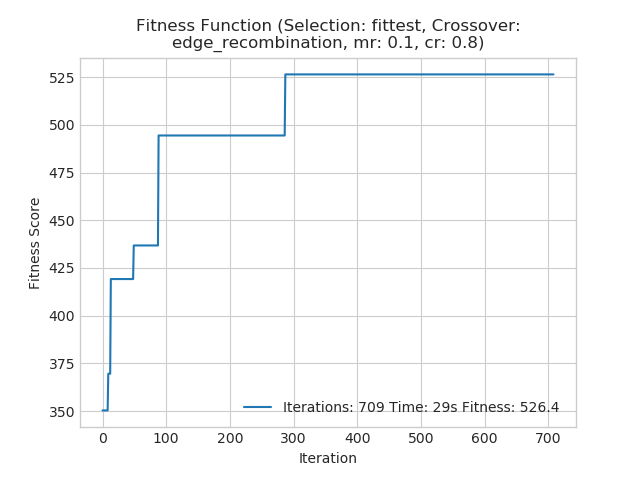 Fitness Function (Selection: fittest, Crossover:
edge_recombination, mr: 0.1, cr: 0.8)
Fitness Score
525
500
475
450
425
400
375
350
Iterations: 709 Time: 29s Fitness: 526.4
0 100 200 300 400 500 600 700
Iteration